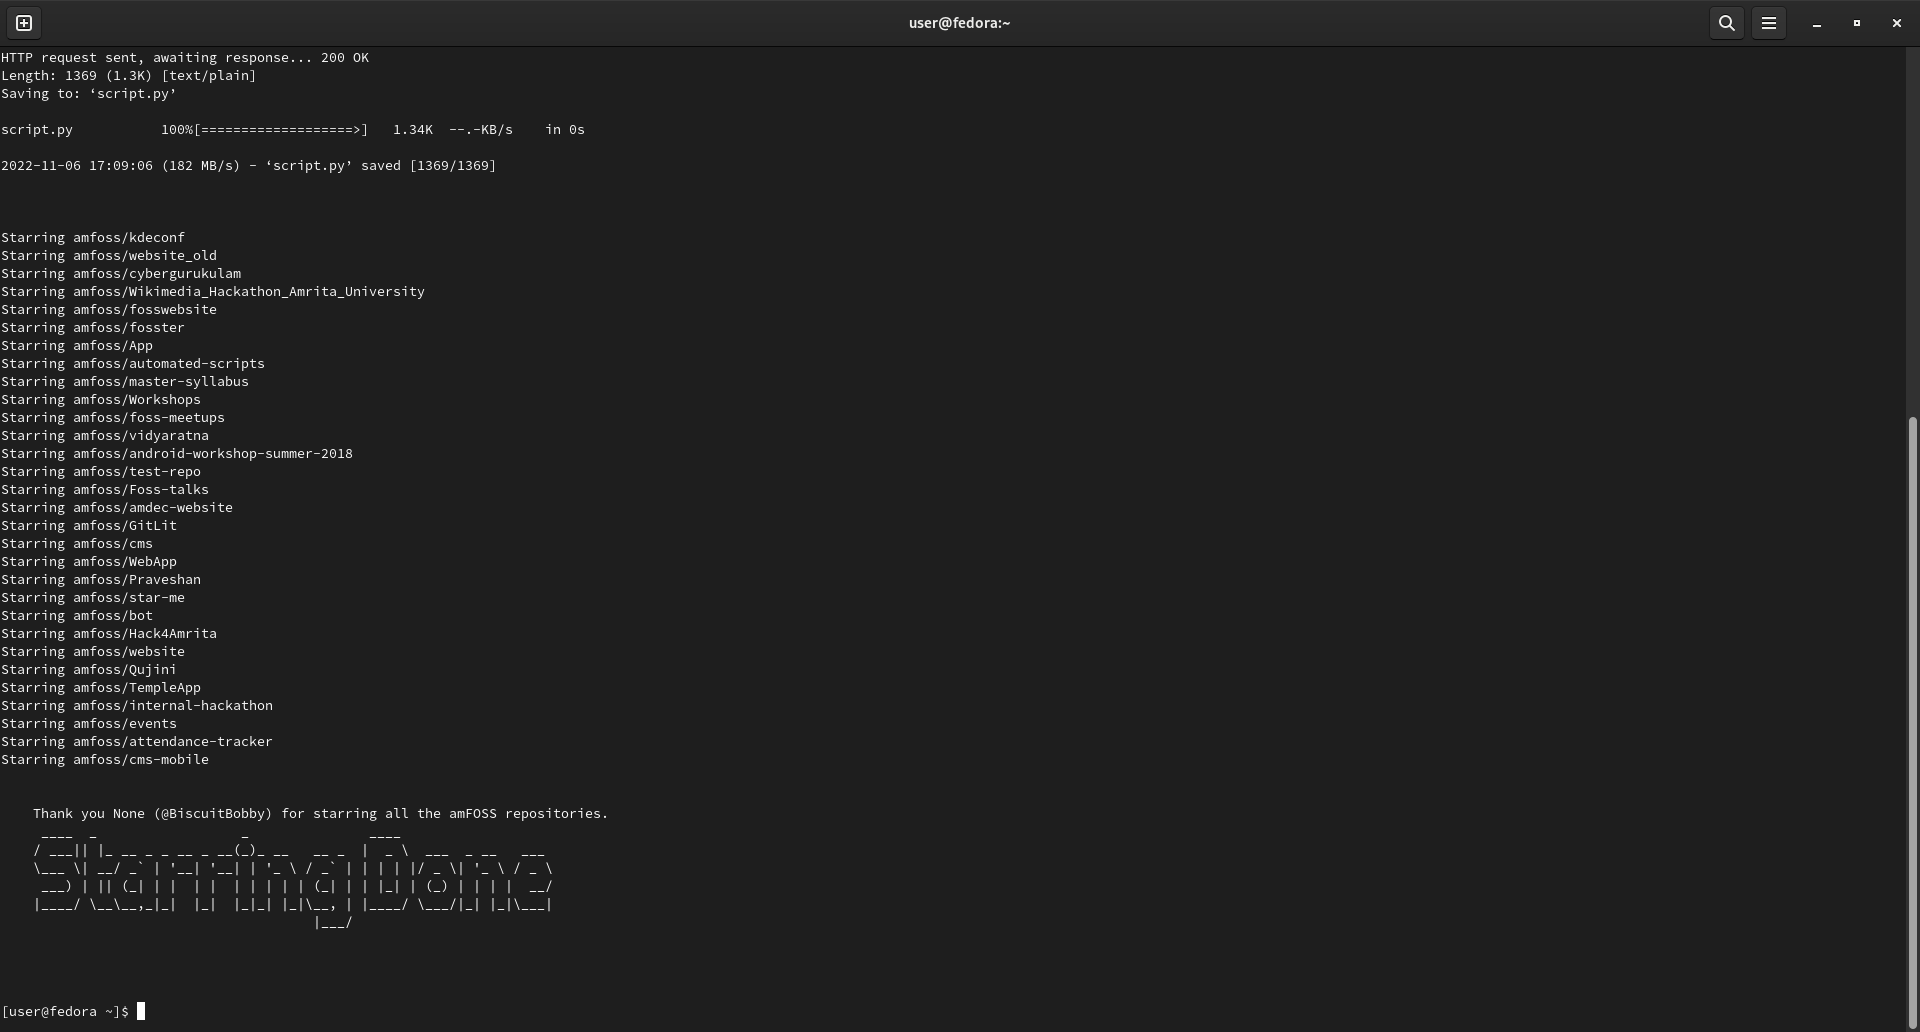 user@fedora:~
HTTP request sent, awaiting response... 200 OK
Length: 1369 (1.3K) [text/plain]
Saving to: ‘script.py’
script.py           100%[===================>]   1.34K  --.-KB/s    in 0s
2022-11-06 17:09:06 (182 MB/s) - ‘script.py’ saved [1369/1369]
Starring amfoss/kdeconf
Starring amfoss/website_old
Starring amfoss/cybergurukulam
Starring amfoss/Wikimedia_Hackathon_Amrita_University
Starring amfoss/fosswebsite
Starring amfoss/fosster
Starring amfoss/App
Starring amfoss/automated-scripts
Starring amfoss/master-syllabus
Starring amfoss/Workshops
Starring amfoss/foss-meetups
Starring amfoss/vidyaratna
Starring amfoss/android-workshop-summer-2018
Starring amfoss/test-repo
Starring amfoss/Foss-talks
Starring amfoss/amdec-website
Starring amfoss/GitLit
Starring amfoss/cms
Starring amfoss/WebApp
Starring amfoss/Praveshan
Starring amfoss/star-me
Starring amfoss/bot
Starring amfoss/Hack4Amrita
Starring amfoss/website
Starring amfoss/Qujini
Starring amfoss/TempleApp
Starring amfoss/internal-hackathon
Starring amfoss/events
Starring amfoss/attendance-tracker
Starring amfoss/cms-mobile
Thank you None (@BiscuitBobby) for starring all the amFOSS repositories.
Starring Done
[user@fedora ~]$